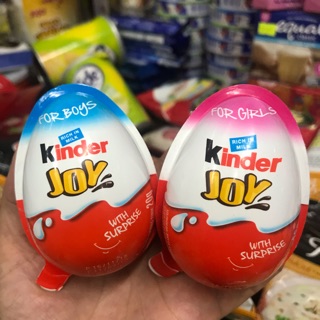 FOR BOYS
RICH IN
MILK
Kinder
JOY
WITH
SURPRISE
FOR GIRLS
RICH IN
MILK
Kinder
JOY
WITH
SURPRISE